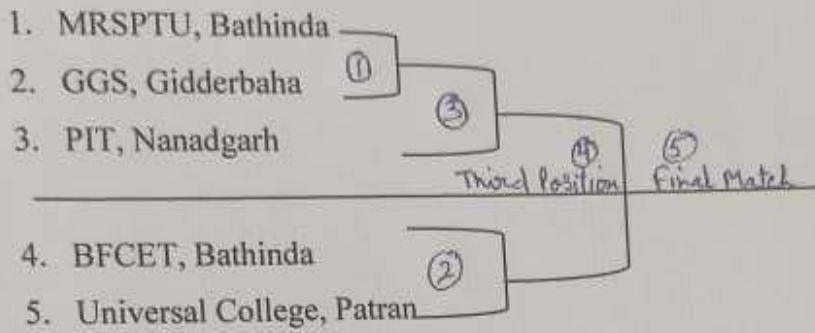 1. MRSPTU, Bathinda
①
2. GGS, Gidderbaha
③
3. PIT, Nanadgarh
④ ⑤
Third Position Final Match
4. BFCET, Bathinda
②
5. Universal College, Patran